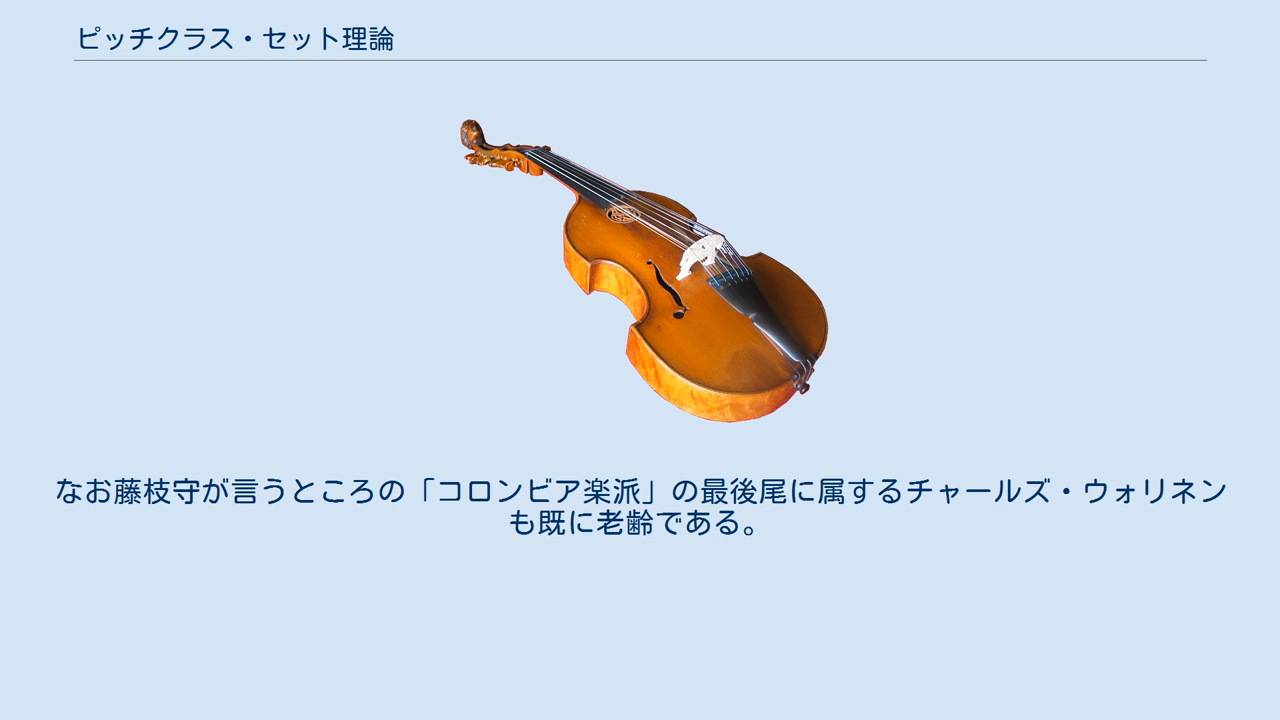 ピッチクラス・セット理論
なお藤枝守が言うところの「コロンビア楽派」の最後尾に属するチャールズ・ウォリネン
も既に老齢である。